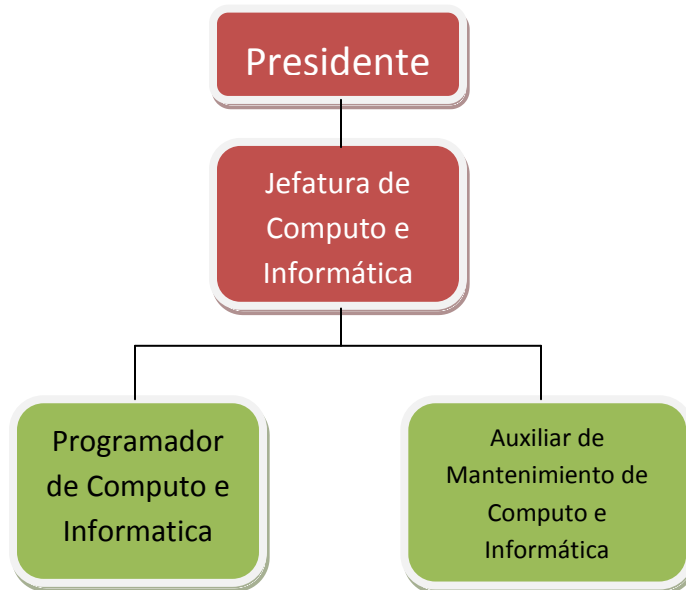 Presidente
Jefatura de
Computo e
Informática
Programador
de Computo e
Informatica
Auxiliar de
Mantenimiento de
Computo e
Informática